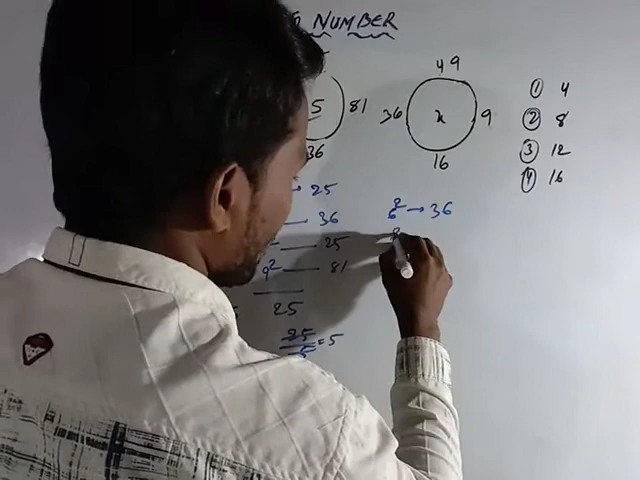 NUMBER
49
5 81 36 x 9
36 16
① 4
② 8
③ 12
④ 16
25
36
25
9² 81
25
25/5 = 5
6² → 36